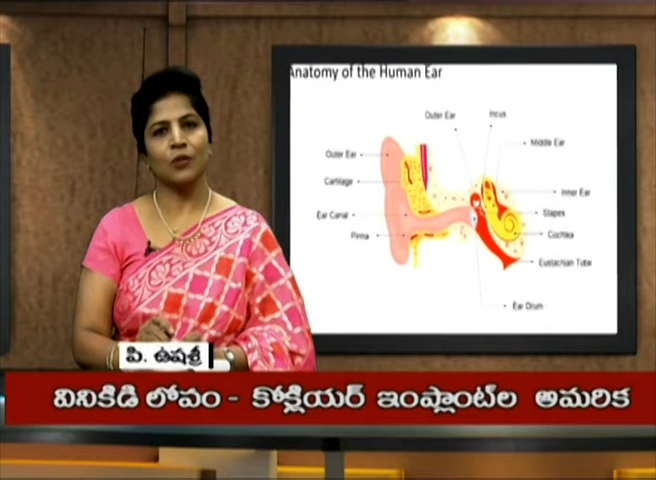 Anatomy of the Human Ear
Outer Ear
Incus
Middle Ear
Outer Ear
Cartilage
Inner Ear
Ear Canal
Stapes
Pinna
Cochlea
Eustachian Tube
Ear Drum
పి. ఉషశ్రీ
వినికిడి లోపం - కోక్లియర్ ఇంప్లాంట్‌ల అమరిక